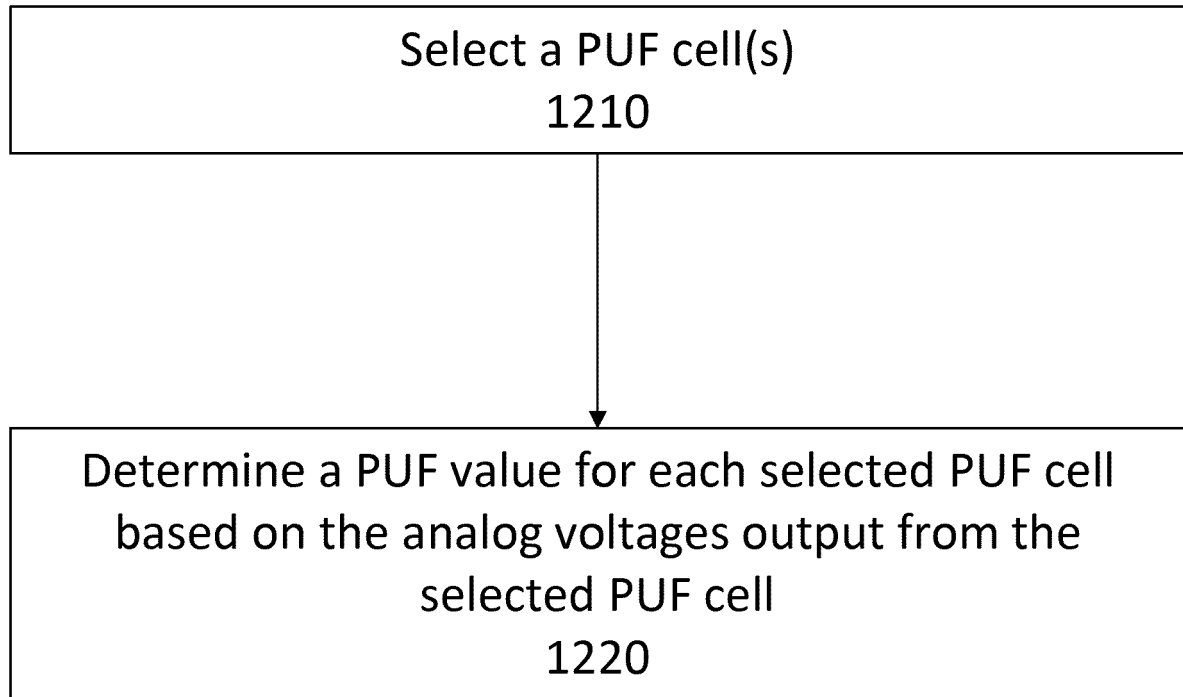 Select a PUF cell(s)
1210
Determine a PUF value for each selected PUF cell
based on the analog voltages output from the
selected PUF cell
1220